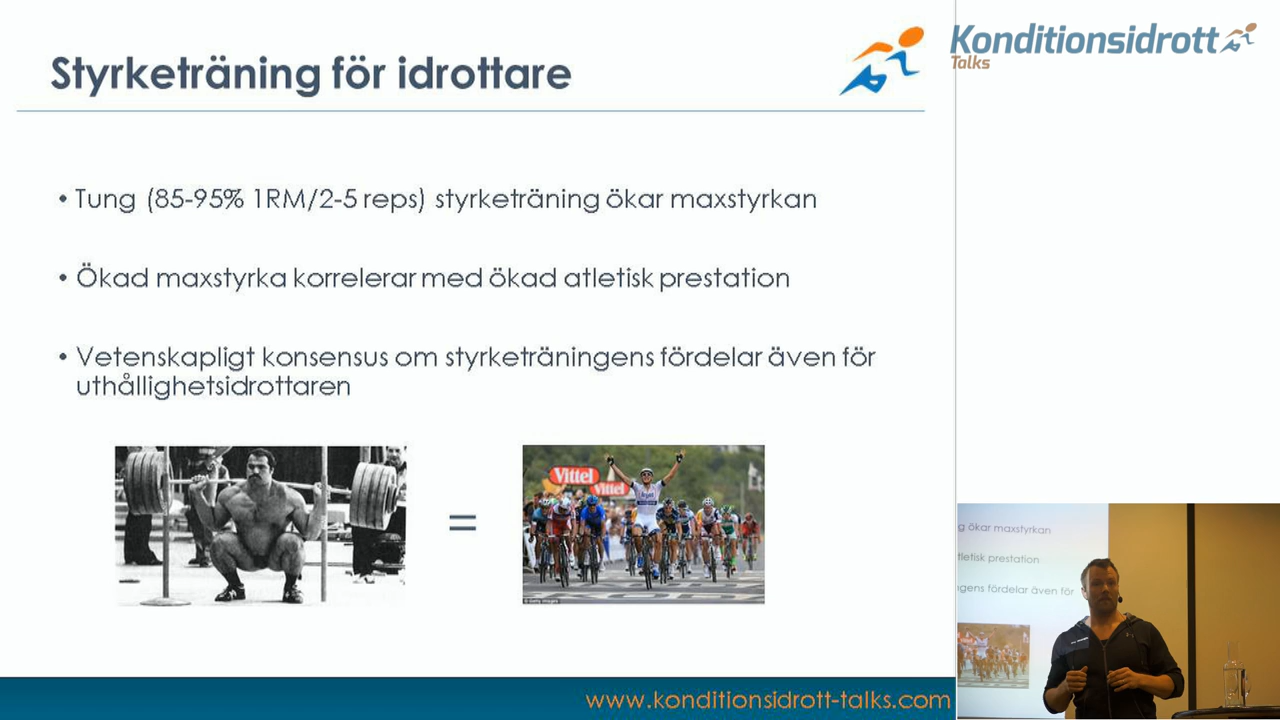 Styrketräning för idrottare
Konditionsidrott
Talks
• Tung (85-95% 1RM/2-5 reps) styrketräning ökar maxstyrkan
• Ökad maxstyrka korrelerar med ökad atletisk prestation
• Vetenskapligt konsensus om styrketräningens fördelar även för
uthållighetsidrottaren
Vittel
Vittel
=
g ökar maxstyrkan
tletisk prestation
gens fördelar även för
www.konditionsidrott-talks.com